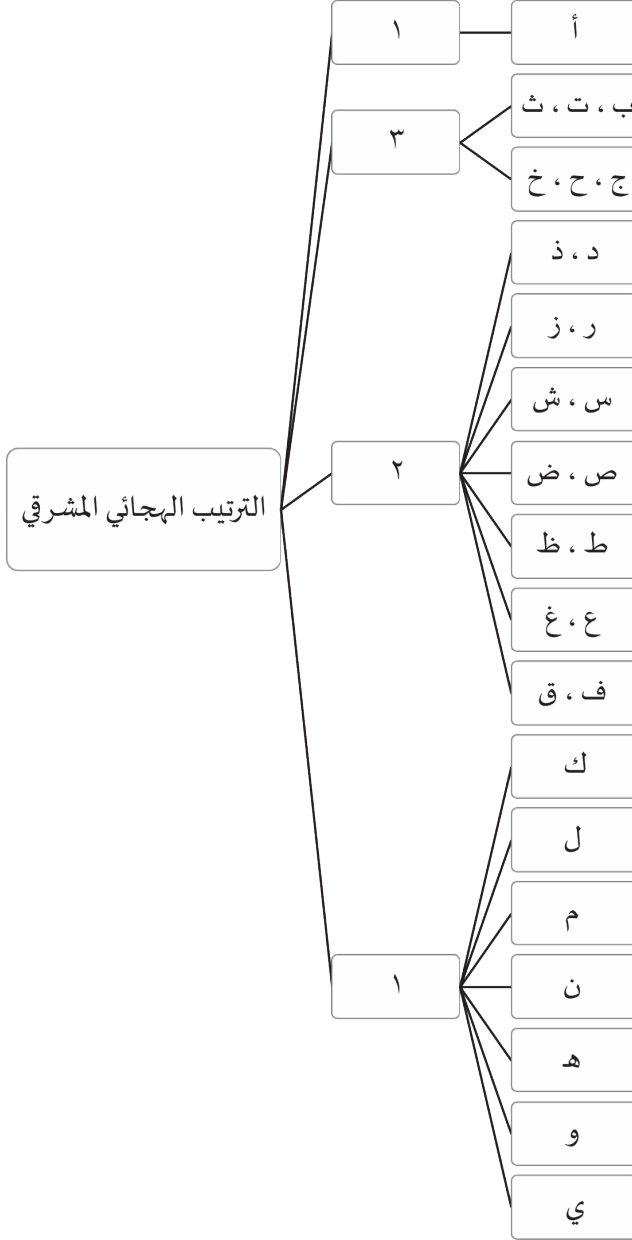 الترتيب الهجائي المشرقي
١
أ
٣
ب ، ت ، ث
ج ، ح ، خ
٢
د ، ذ
ر ، ز
س ، ش
ص ، ض
ط ، ظ
ع ، غ
ف ، ق
١
ك
ل
م
ن
هـ
و
ي